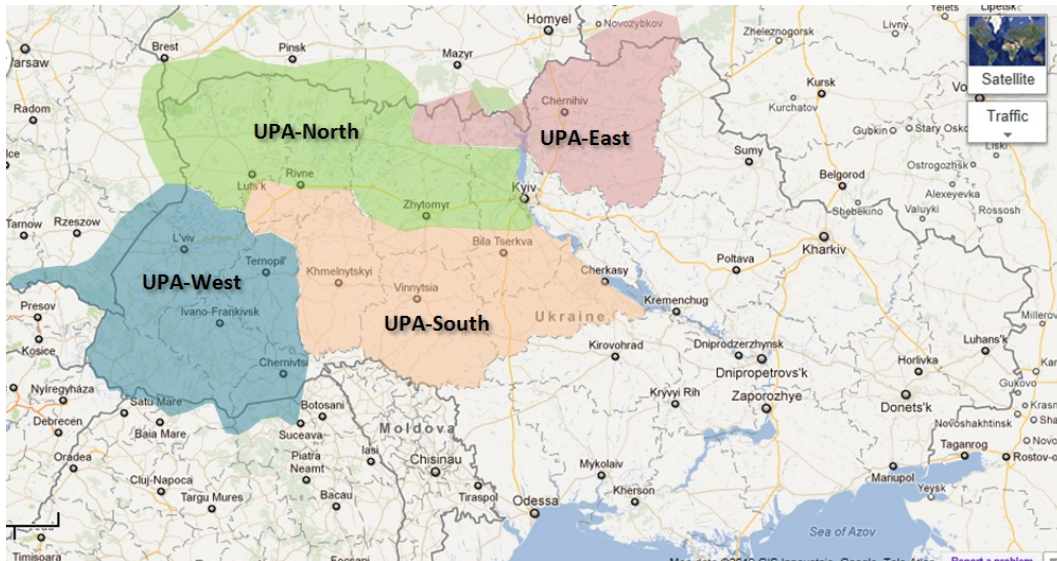 Homyel
Novozybkov
Yelets
Lipetsk
Livny
Zheleznogorsk
Brest
Pinsk
Mazyr
Warsaw
Satellite
Kursk
Radom
Chernihiv
Kurchatov
Traffic
UPA-North
UPA-East
Gubkin
Stary Osko
Liski
Sumy
Ostrogozhsk
Belgorod
Alexeyevka
Luts'k
Rivne
Kyiv
Shebekino
Valuyki
Rossosh
Zhytomyr
Tarnow
Rzeszow
L'viv
Bila Tserkva
Kharkiv
Poltava
Ternopil'
UPA-West
Khmelnytskyi
Cherkasy
Vinnytsia
Kremenchug
Presov
Ivano-Frankivsk
UPA-South
Ukraine
Millerov
Kosice
Kirovohrad
Dniprodzerzhynsk
Luhans'k
Chernivtsi
Dnipropetrovs'k
Horlivka
Nyíregyháza
Gukovo
Satu Mare
Botosani
Kryvyi Rih
Zaporozhye
Donets'k
Debrecen
Baia Mare
Suceava
Moldova
Novoshakhtinsk
Oradea
Piatra
Neamt
Iasi
Chisinau
Taganrog
Rostov-o
Cluj-Napoca
Targu Mures
Bacau
Tiraspol
Mykolaiv
Mariupol
Yeysk
Odessa
Kherson
Sea of Azov
Timisoara
Report a problem